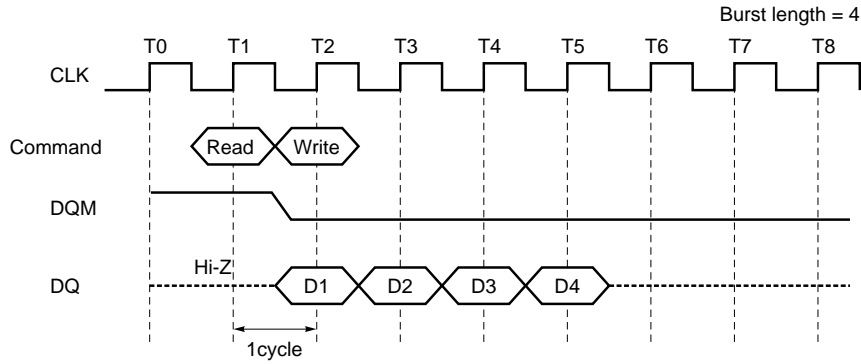 Burst length = 4
T0 T1 T2 T3 T4 T5 T6 T7 T8
CLK
Command Read Write
DQM
Hi-Z
DQ D1 D2 D3 D4
1cycle